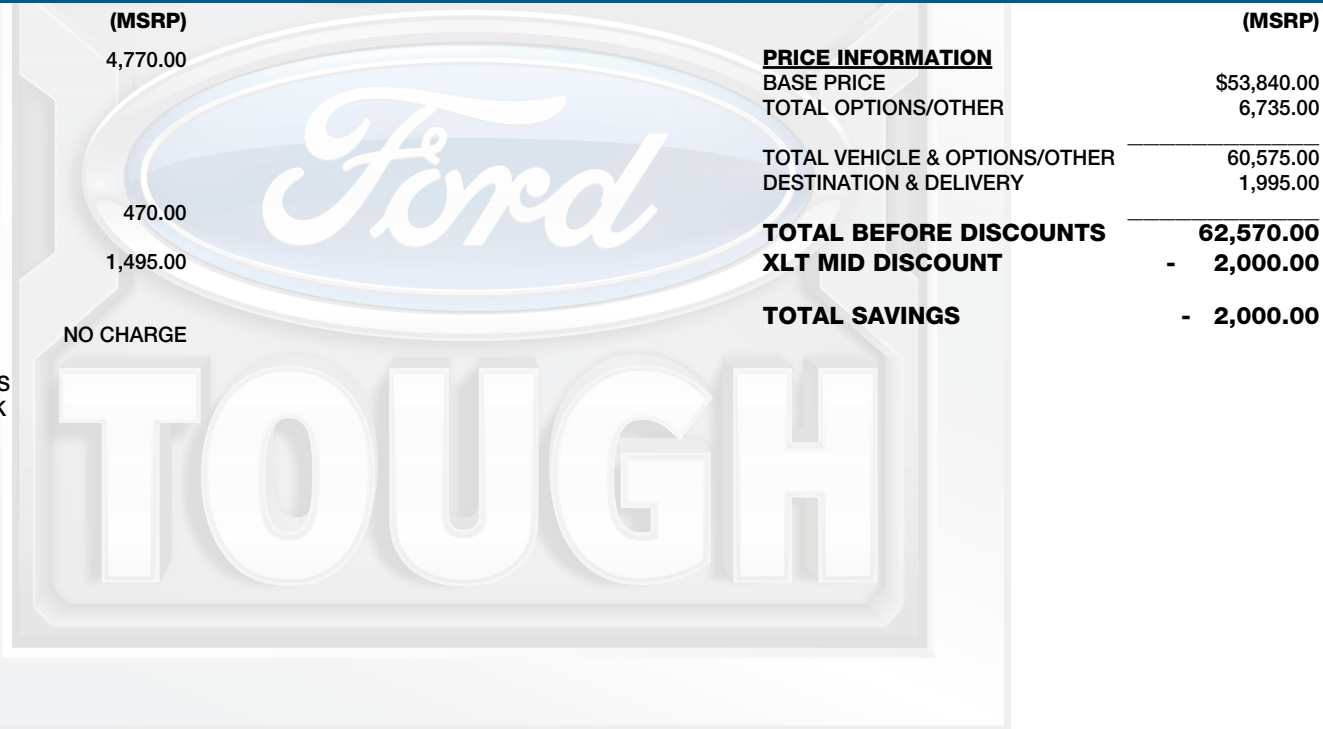 (MSRP)
4,770.00
470.00
1,495.00
NO CHARGE
S
K
Ford
TOUGH
(MSRP)
PRICE INFORMATION
BASE PRICE $53,840.00
TOTAL OPTIONS/OTHER 6,735.00
TOTAL VEHICLE & OPTIONS/OTHER 60,575.00
DESTINATION & DELIVERY 1,995.00
TOTAL BEFORE DISCOUNTS 62,570.00
XLT MID DISCOUNT - 2,000.00
TOTAL SAVINGS - 2,000.00